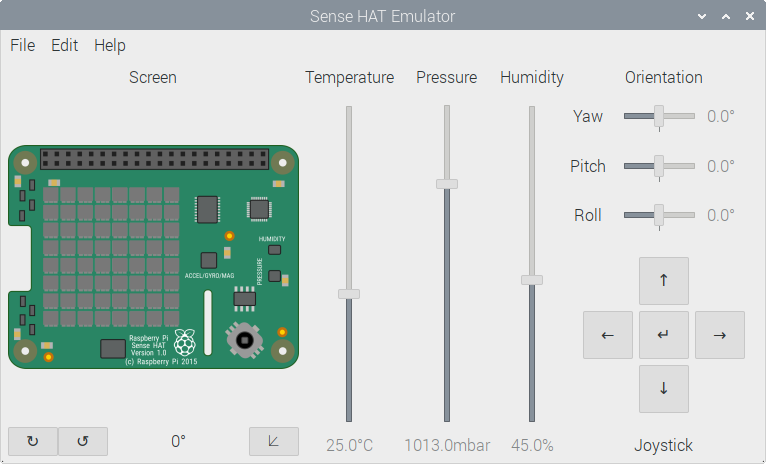 Sense HAT Emulator
File Edit Help
Screen
Temperature
Pressure
Humidity
Orientation
Yaw 0.0°
Pitch 0.0°
Roll 0.0°
HUMIDITY
PRESSURE
ACCEL/GYRO/MAG
Raspberry Pi
Sense HAT
Version 1.0
(c) Raspberry Pi 2015
↑
← ↵ →
↓
↻ ↺ 0°
25.0°C
1013.0mbar
45.0%
Joystick